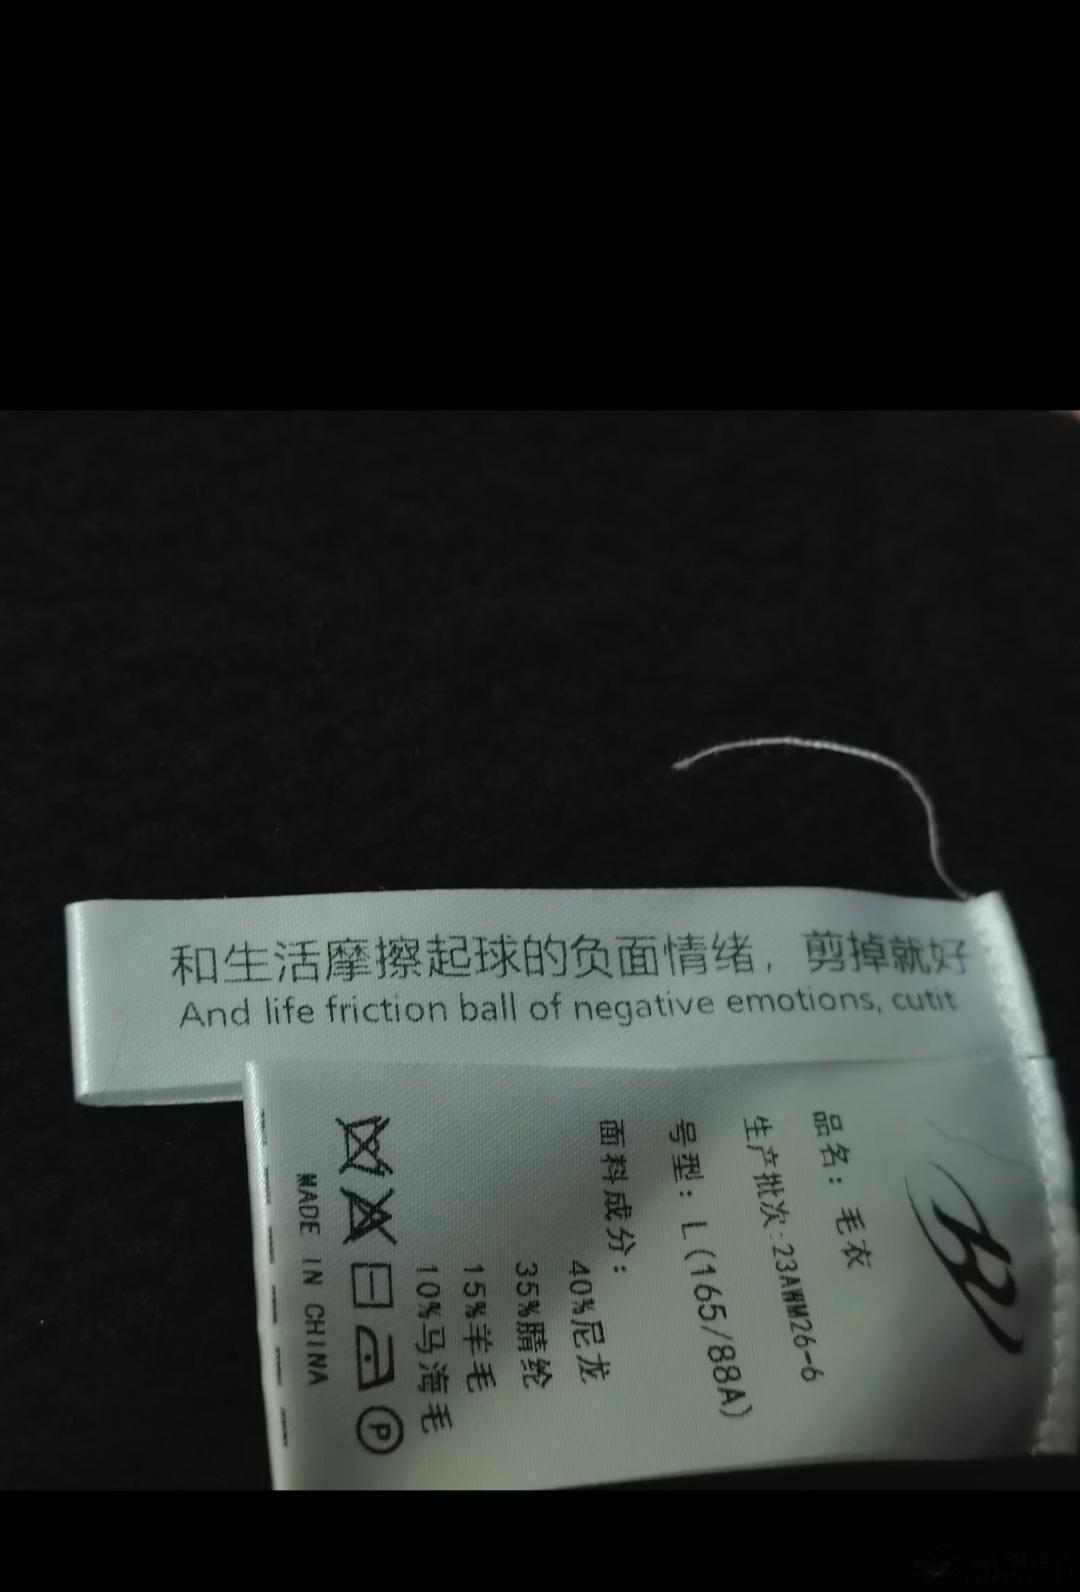 和生活摩擦起球的负面情绪，剪掉就好
And life friction ball of negative emotions, cutit
品名：毛衣
生产批次:23AWM26-6
号型：L(165/88A)
面料成分：
40%尼龙
35%腈纶
15%羊毛
10%马海毛
P
MADE IN CHINA